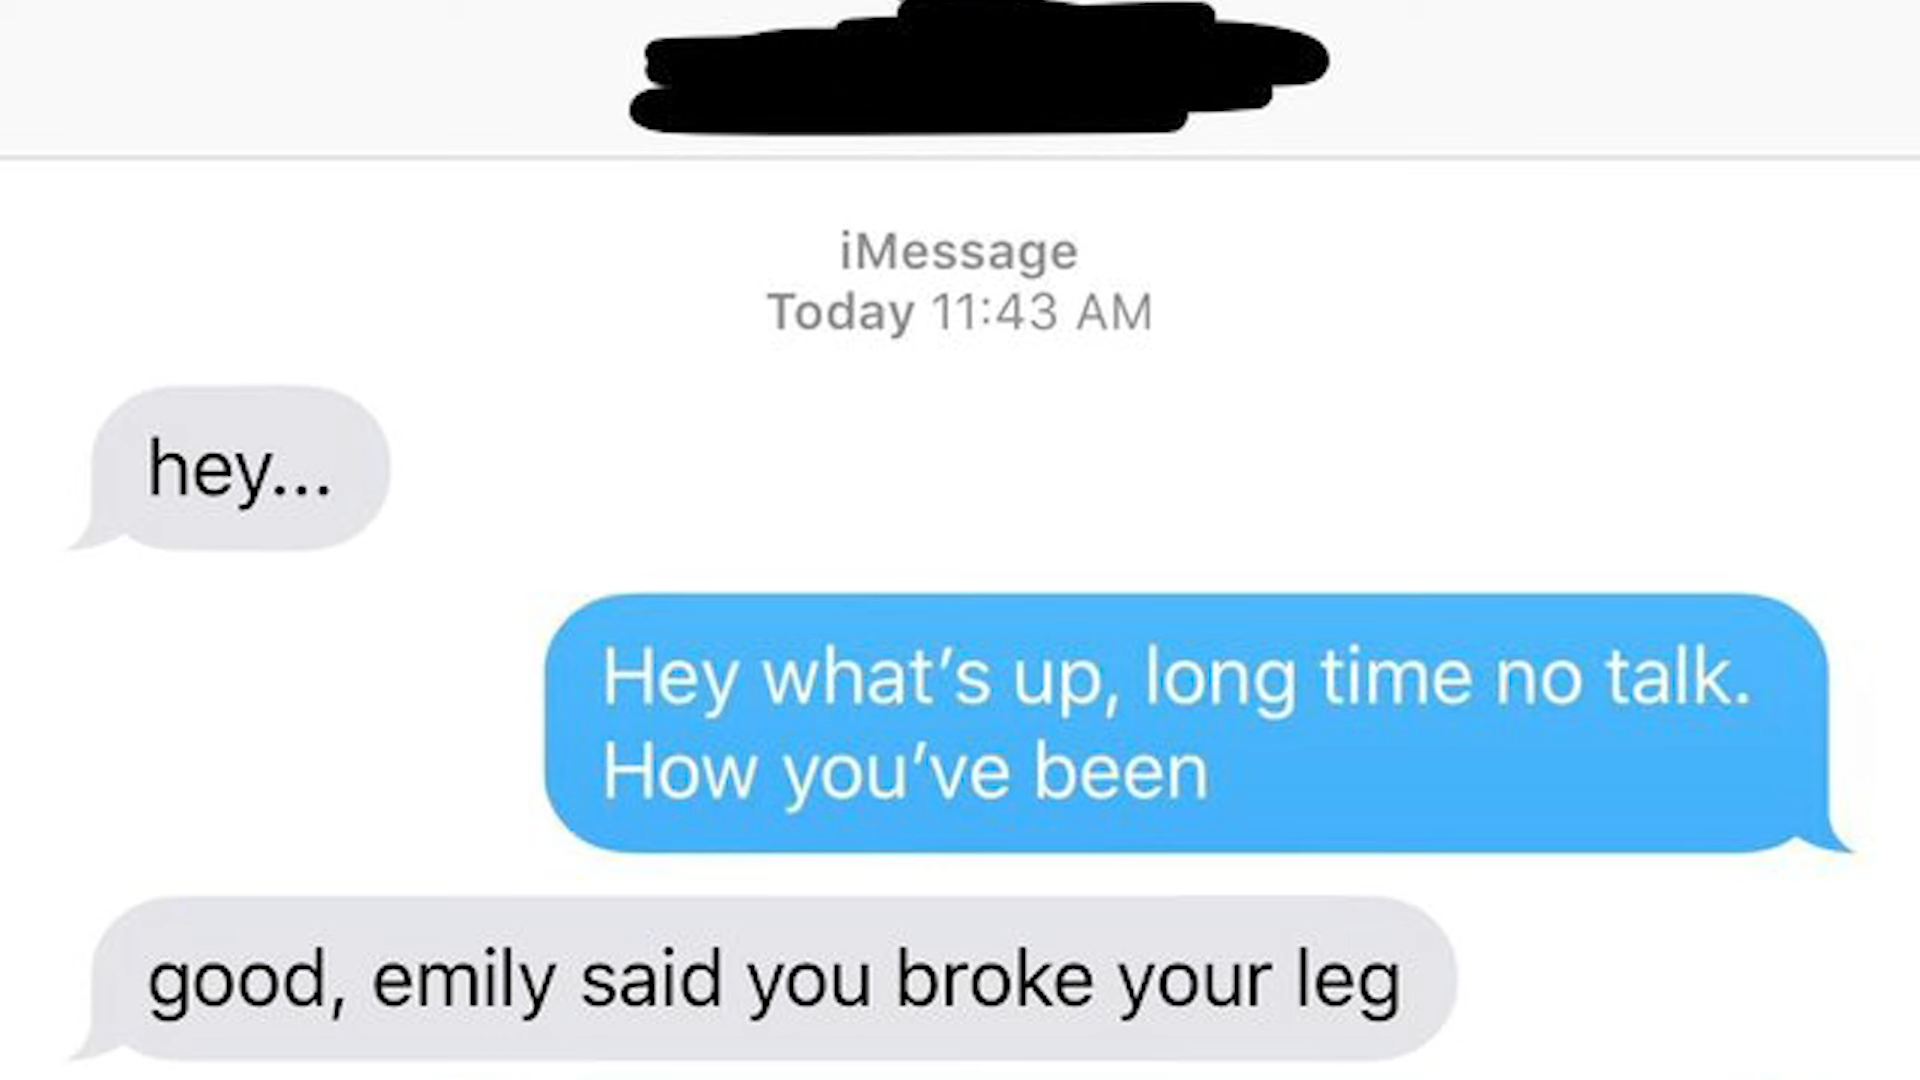 iMessage
Today 11:43 AM
hey...
Hey what’s up, long time no talk.
How you’ve been
good, emily said you broke your leg